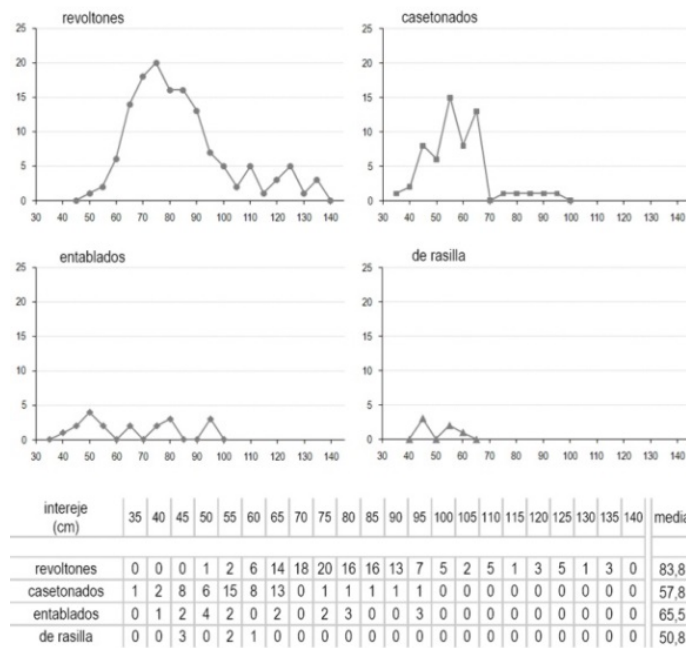 revoltones
25
20
15
10
5
0
30 40 50 60 70 80 90 100 110 120 130 140
casetonados
25
20
15
10
5
0
30 40 50 60 70 80 90 100 110 120 130 140
entablados
25
20
15
10
5
0
30 40 50 60 70 80 90 100 110 120 130 140
de rasilla
25
20
15
10
5
0
30 40 50 60 70 80 90 100 110 120 130 140
intereje (cm) 35 40 45 50 55 60 65 70 75 80 85 90 95 100 105 110 115 120 125 130 135 140 media
revoltones 0 0 0 1 2 6 14 18 20 16 16 13 7 5 2 5 1 3 5 1 3 0 83,8
casetonados 1 2 8 6 15 8 13 0 1 1 1 1 1 0 0 0 0 0 0 0 0 0 57,8
entablados 0 1 2 4 2 0 2 0 2 3 0 0 3 0 0 0 0 0 0 0 0 0 65,5
de rasilla 0 0 3 0 2 1 0 0 0 0 0 0 0 0 0 0 0 0 0 0 0 0 50,8